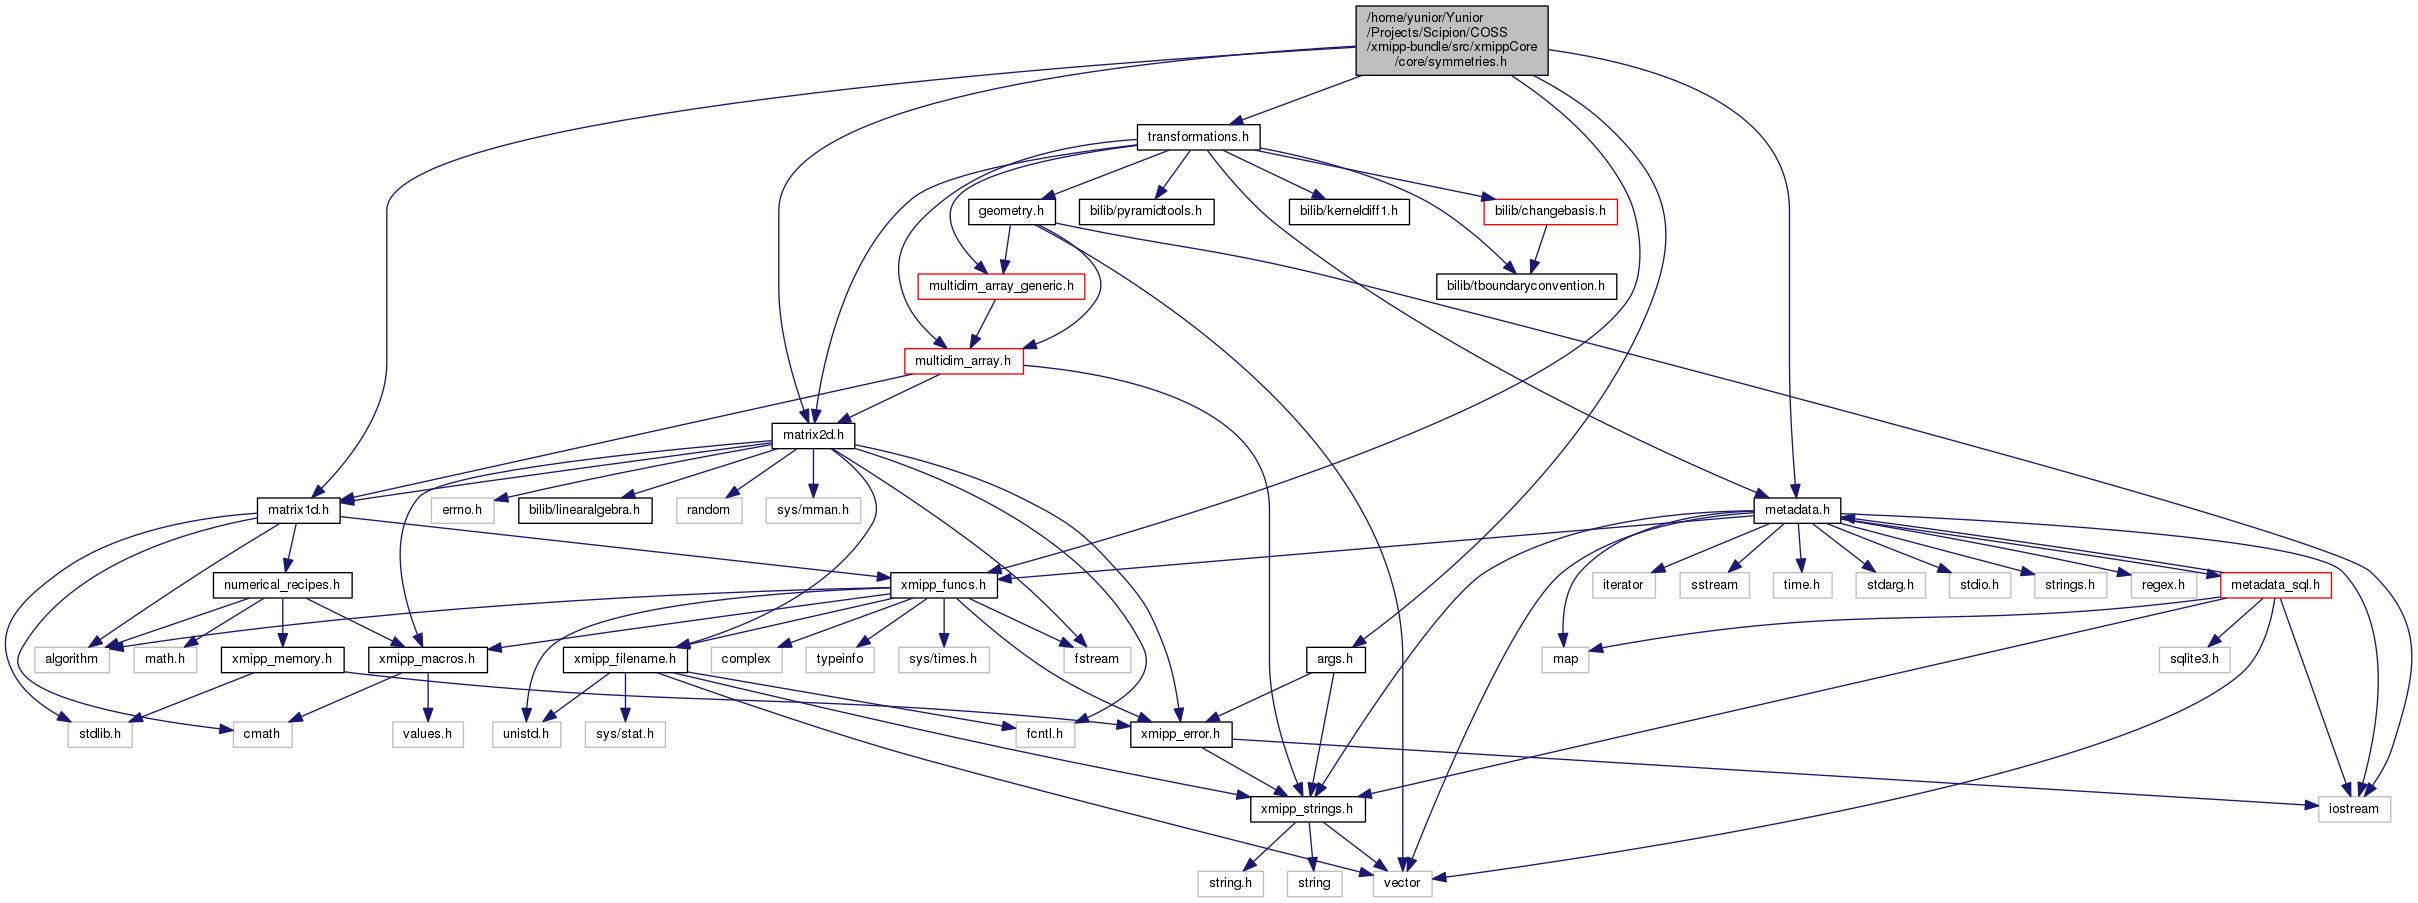 /home/yunior/Yunior
/Projects/Scipion/COSS
/xmipp-bundle/src/xmippCore
/core/symmetries.h
transformations.h
geometry.h
bilib/pyramidtools.h
bilib/kerneldiff1.h
bilib/changebasis.h
multidim_array_generic.h
bilib/tboundaryconvention.h
multidim_array.h
matrix2d.h
matrix1d.h
errno.h
bilib/linearalgebra.h
random
sys/mman.h
metadata.h
numerical_recipes.h
xmipp_funcs.h
iterator
sstream
time.h
stdarg.h
stdio.h
strings.h
regex.h
metadata_sql.h
algorithm
math.h
xmipp_memory.h
xmipp_macros.h
xmipp_filename.h
complex
typeinfo
sys/times.h
fstream
args.h
map
sqlite3.h
stdlib.h
cmath
values.h
unistd.h
sys/stat.h
fcntl.h
xmipp_error.h
xmipp_strings.h
iostream
string.h
string
vector